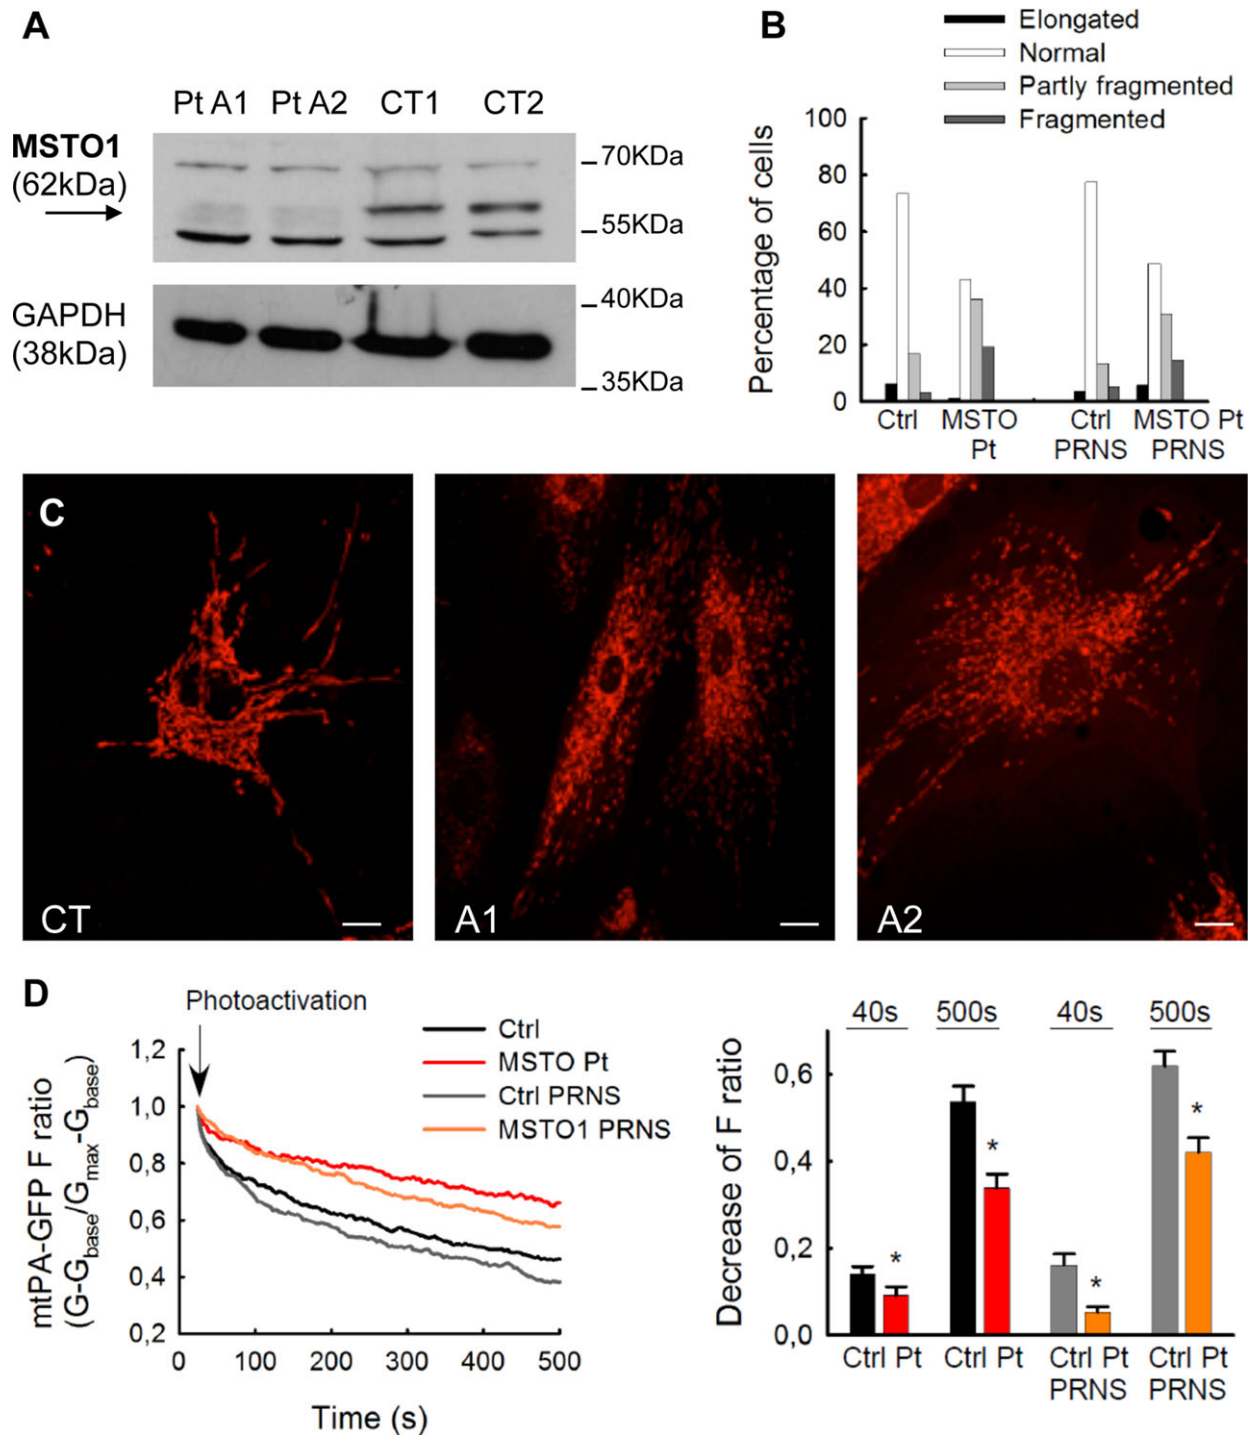 A
Pt A1 Pt A2 CT1 CT2
MSTO1
(62kDa)
70KDa
55KDa
GAPDH
(38kDa)
40KDa
35KDa
B
Elongated
Normal
Partly fragmented
Fragmented
Percentage of cells
100
80
60
40
20
0
Ctrl MSTO Ctrl MSTO Pt
Pt PRNS PRNS
C
CT
A1
A2
D
Photoactivation
Ctrl
MSTO Pt
Ctrl PRNS
MSTO1 PRNS
mtPA-GFP F ratio
(G-Gbase/Gmax-Gbase)
1,2
1,0
0,8
0,6
0,4
0,2
0 100 200 300 400 500
Time (s)
40s 500s 40s 500s
Decrease of F ratio
0,6
0,4
0,2
0,0
* * * *
Ctrl Pt Ctrl Pt Ctrl Pt Ctrl Pt
PRNS PRNS